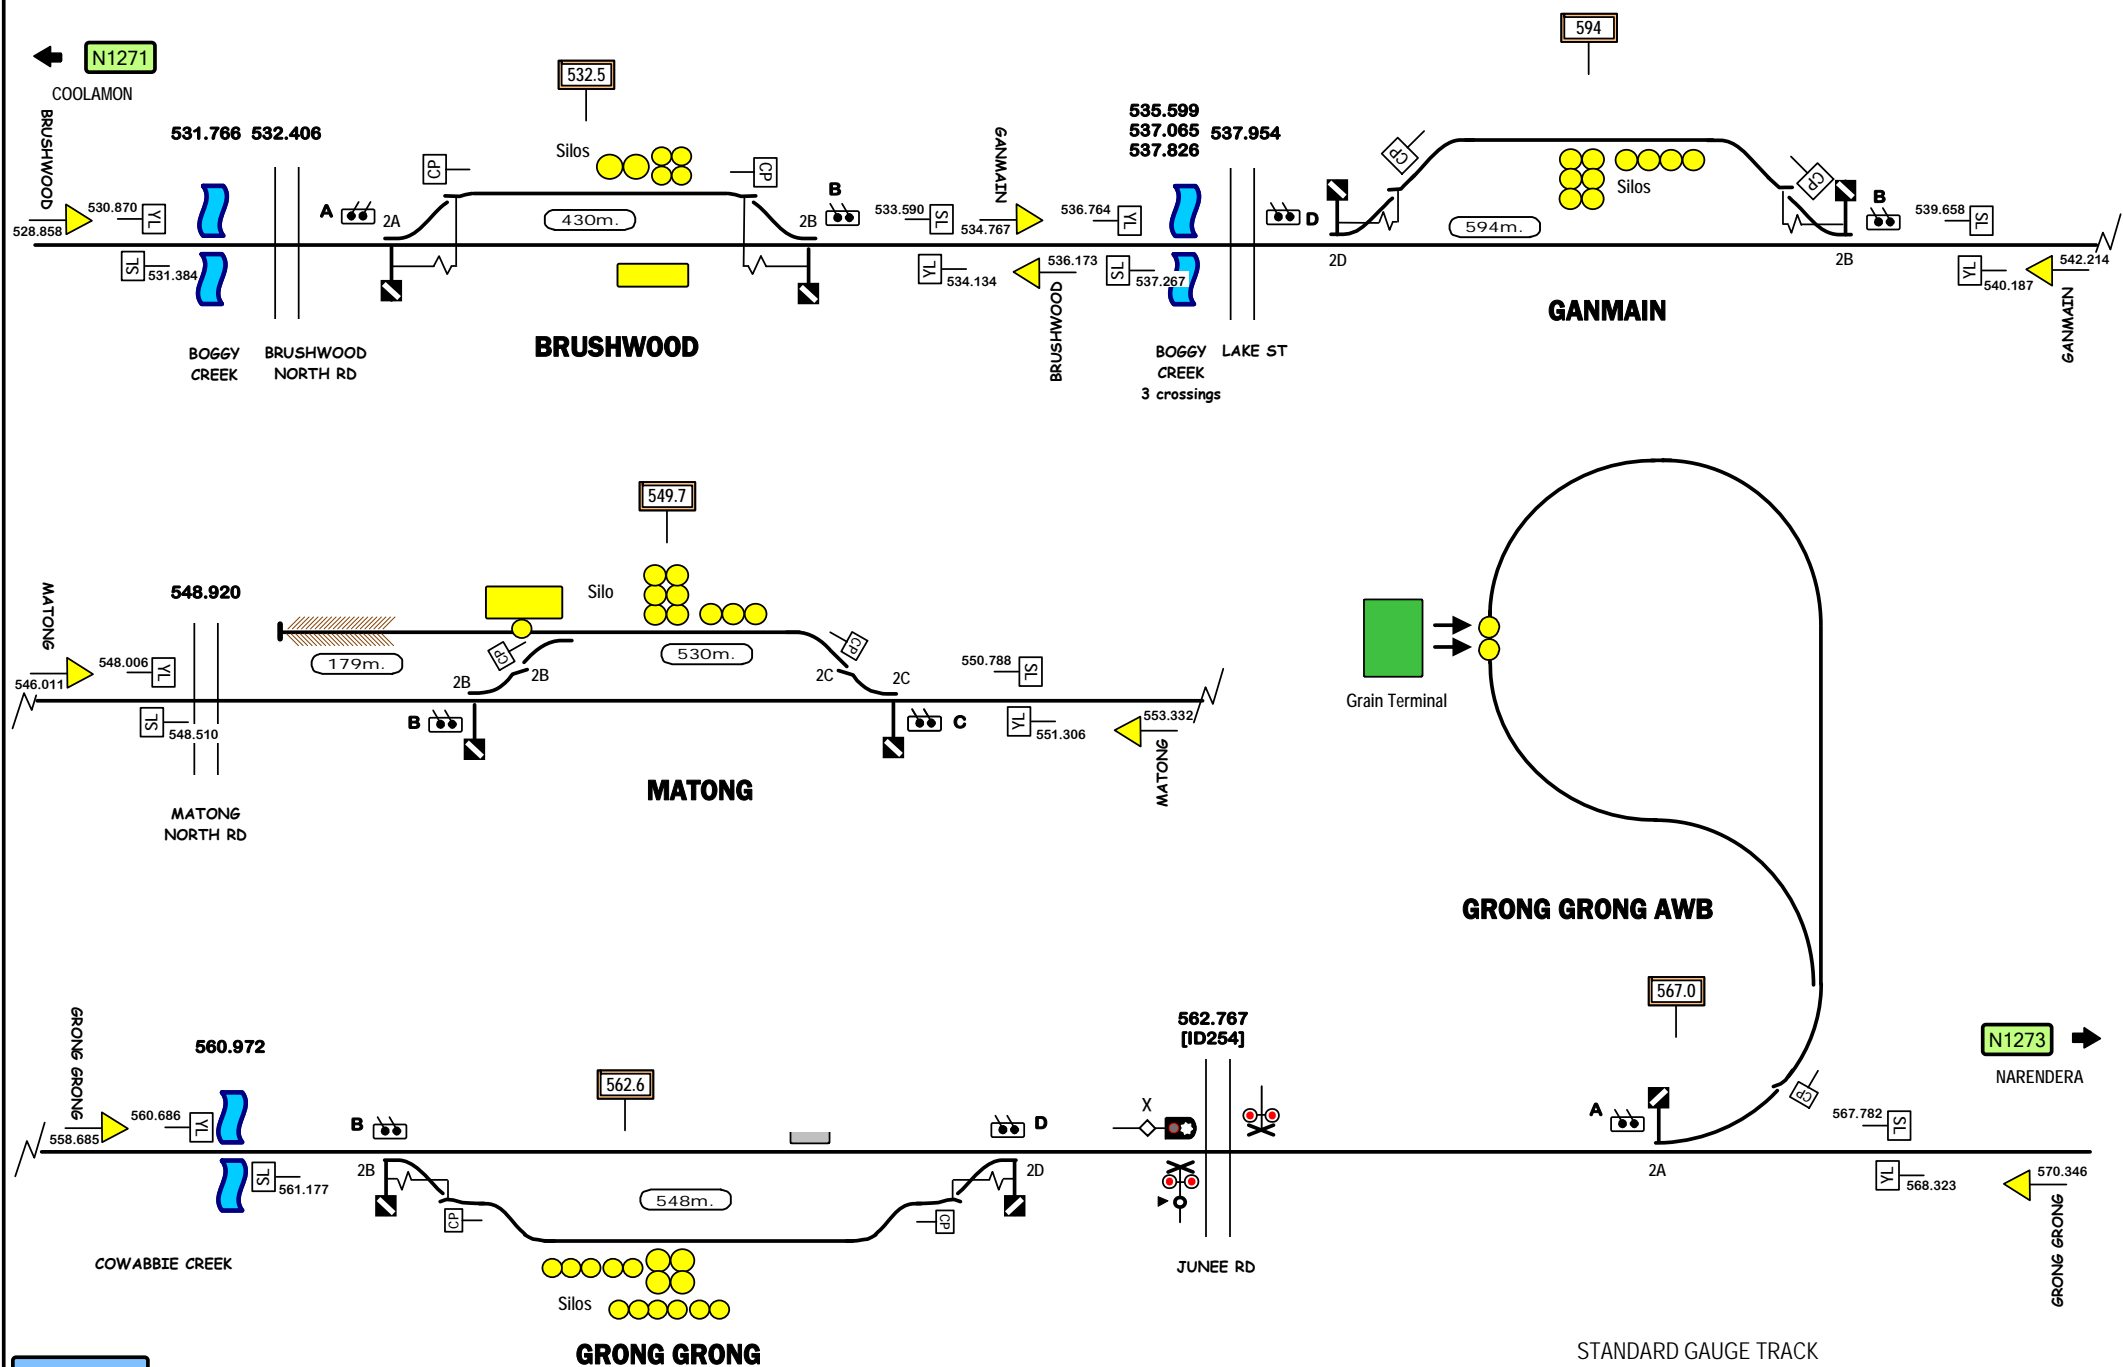 N1271
COOLAMON
BRUSHWOOD
528.858
530.870
YL
SL
531.384
531.766
532.406
BOGGY
CREEK
BRUSHWOOD
NORTH RD
532.5
Silos
CP
CP
A
2A
430m.
2B
B
BRUSHWOOD
533.590
SL
YL
534.134
GANMAIN
534.767
536.173
BRUSHWOOD
536.764
YL
SL
537.267
535.599
537.065
537.826
537.954
BOGGY
CREEK
3 crossings
LAKE ST
594
CP
CP
Silos
D
2D
594m.
B
2B
GANMAIN
539.658
SL
YL
540.187
542.214
GANMAIN
MATONG
546.011
548.006
YL
SL
548.510
548.920
MATONG
NORTH RD
549.7
Silo
179m.
CP
530m.
CP
2B
2B
2C
2C
B
C
MATONG
550.788
SL
YL
551.306
553.332
MATONG
Grain Terminal
GRONG GRONG AWB
567.0
N1273
NARENDERA
CP
A
2A
567.782
SL
YL
568.323
570.346
GRONG GRONG
GRONG GRONG
558.685
560.686
YL
SL
561.177
560.972
COWABBIE CREEK
562.6
B
2B
D
2D
CP
548m.
CP
Silos
GRONG GRONG
562.767
[ID254]
X
JUNEE RD
STANDARD GAUGE TRACK